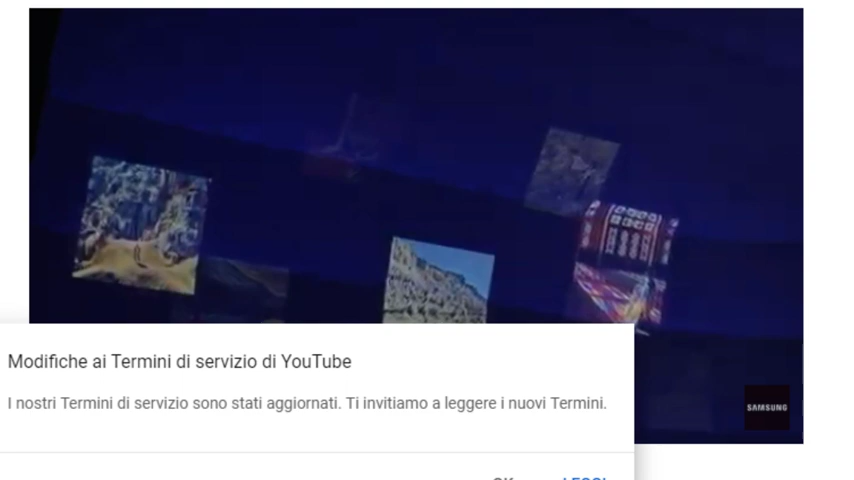 SAMSUNG
Modifiche ai Termini di servizio di YouTube
I nostri Termini di servizio sono stati aggiornati. Ti invitiamo a leggere i nuovi Termini.